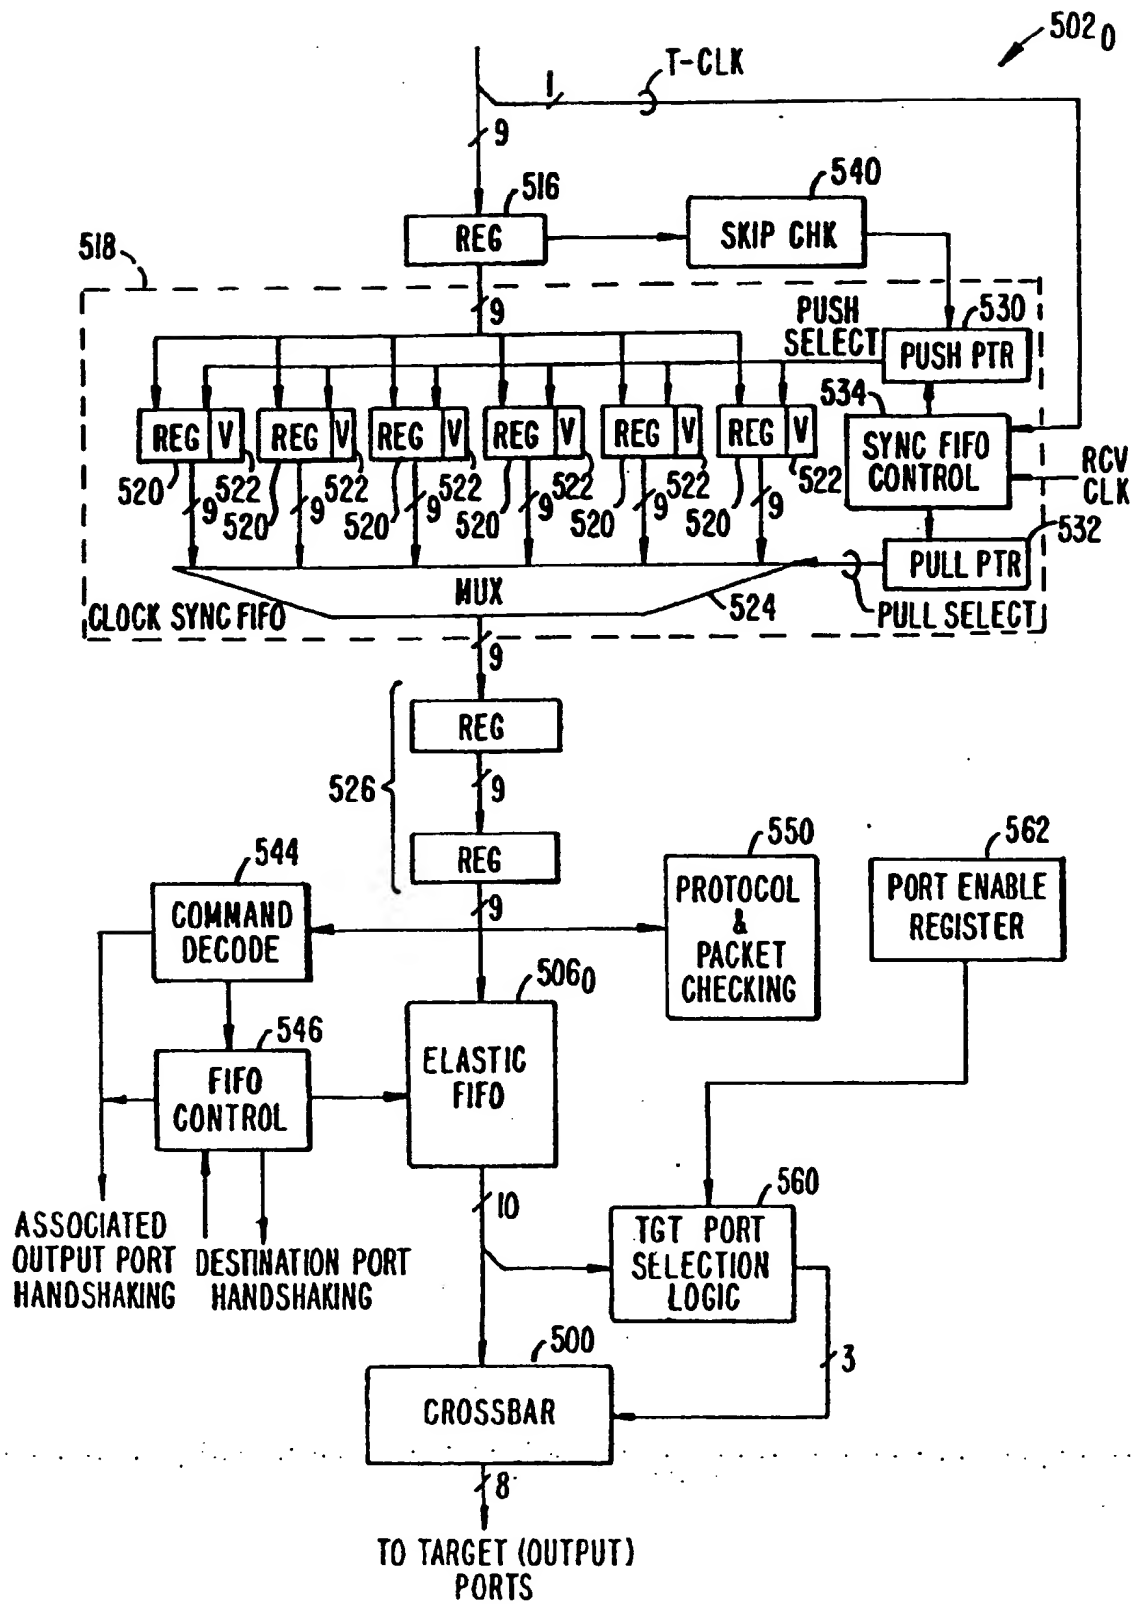 502₀
T-CLK
1
9
516
REG
540
SKIP CHK
518
9
PUSH
SELECT
530
PUSH PTR
534
SYNC FIFO
CONTROL
RCV
CLK
REG V
REG V
REG V
REG V
REG V
REG V
520
522
520
522
520
522
520
522
520
522
520
522
9
9
9
9
9
9
532
PULL PTR
MUX
524
PULL SELECT
CLOCK SYNC FIFO
9
REG
526
9
REG
9
544
COMMAND
DECODE
550
PROTOCOL
&
PACKET
CHECKING
562
PORT ENABLE
REGISTER
506₀
ELASTIC
FIFO
546
FIFO
CONTROL
10
560
TGT PORT
SELECTION
LOGIC
ASSOCIATED
OUTPUT PORT
HANDSHAKING
DESTINATION PORT
HANDSHAKING
500
CROSSBAR
3
8
TO TARGET (OUTPUT)
PORTS